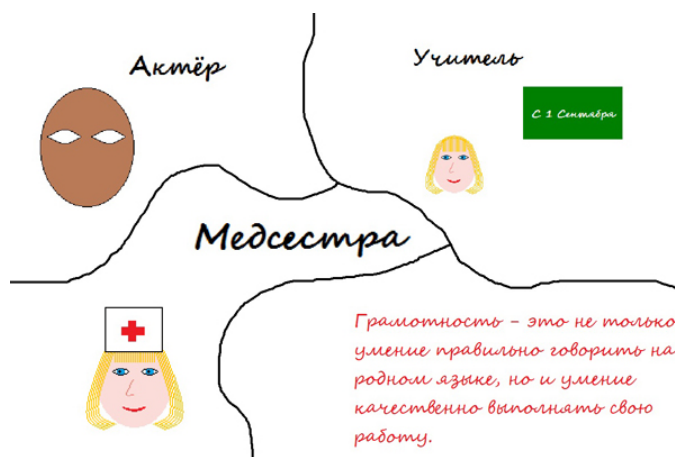 Актёр
Учитель
С 1 Сентября
Медсестра
Грамотность - это не только
умение правильно говорить на
родном языке, но и умение
качественно выполнять свою
работу.